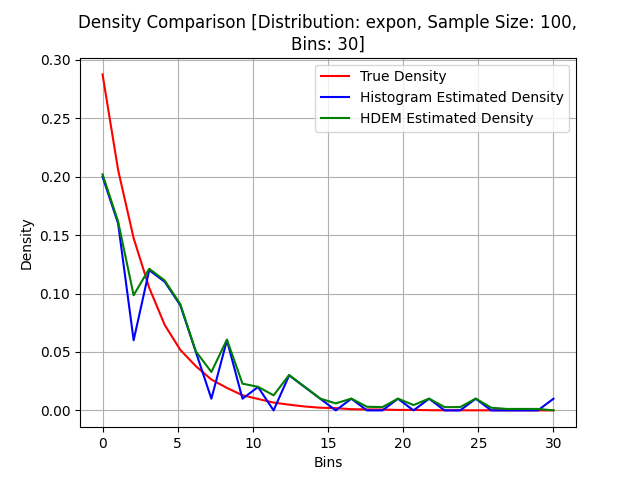 Density Comparison [Distribution: expon, Sample Size: 100,
Bins: 30]
True Density
Histogram Estimated Density
HDEM Estimated Density
Density
0.30
0.25
0.20
0.15
0.10
0.05
0.00
0 5 10 15 20 25 30
Bins